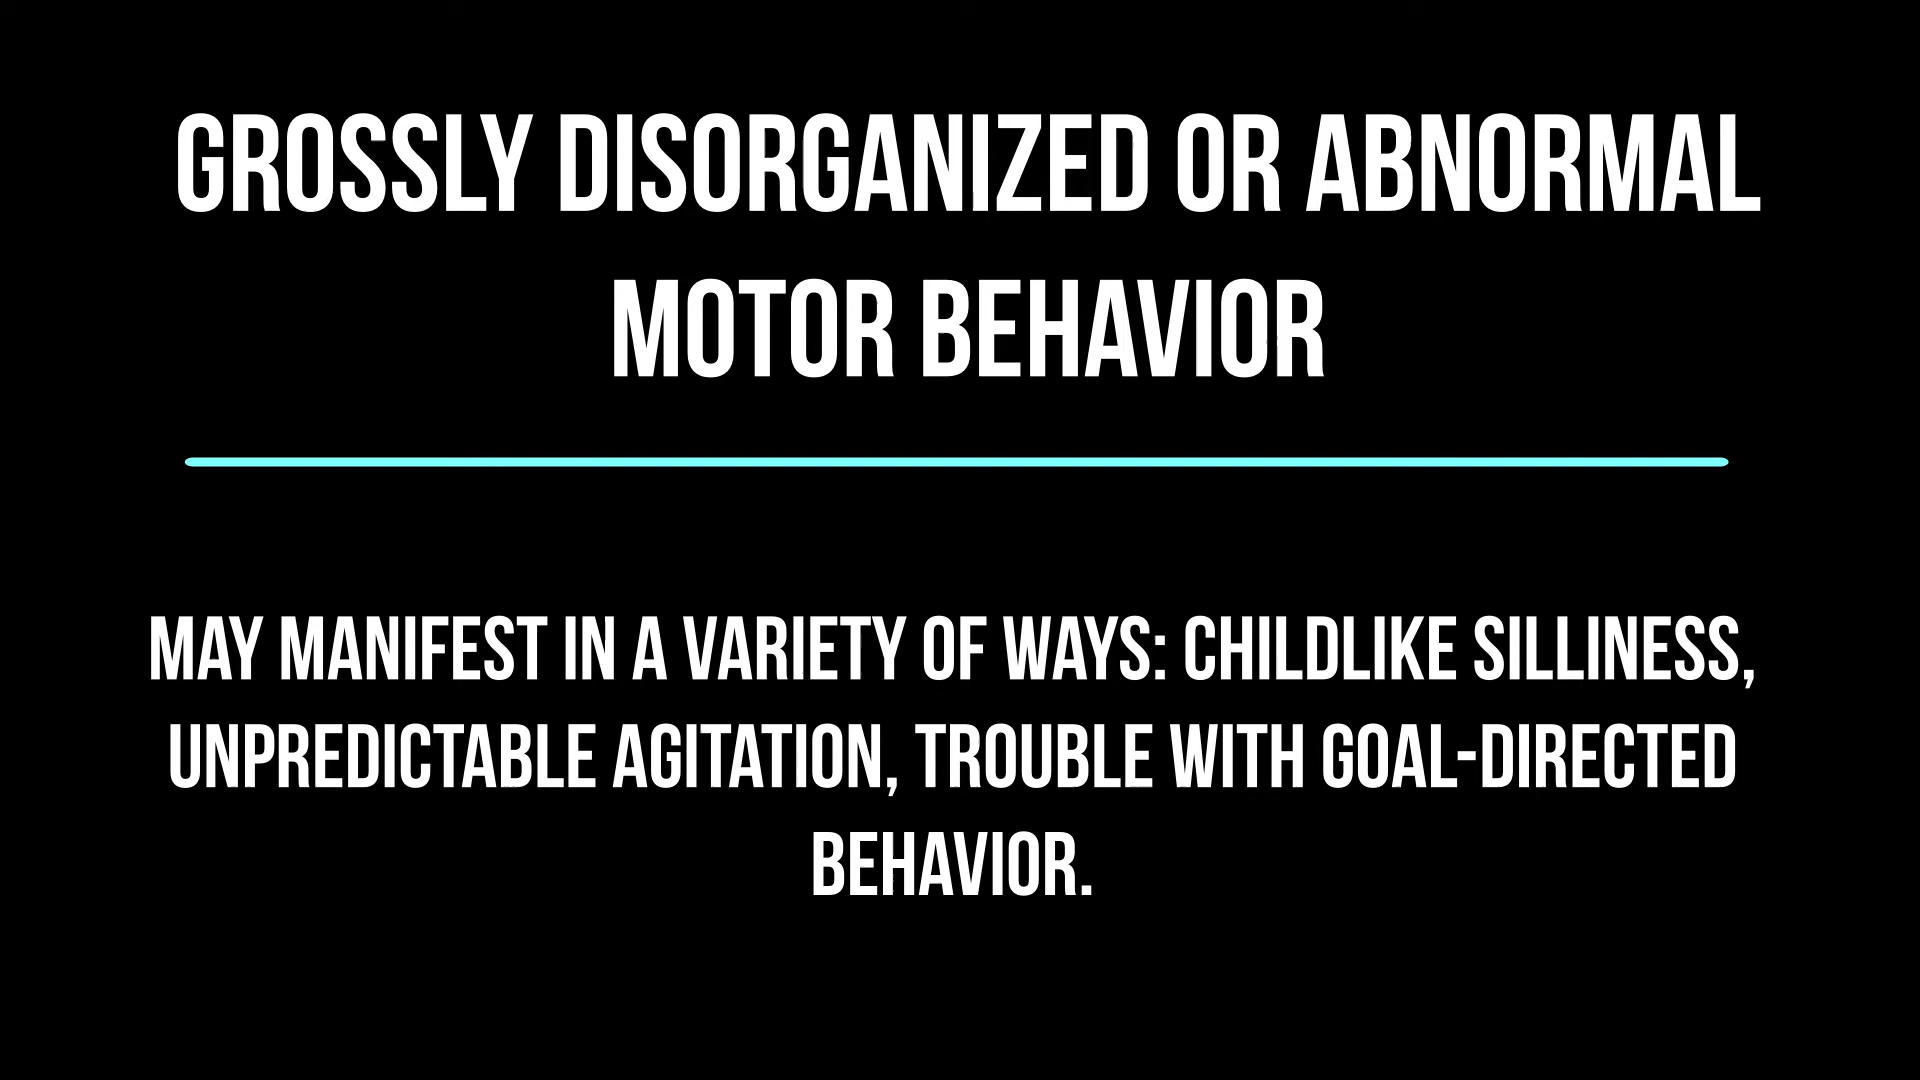 GROSSLY DISORGANIZED OR ABNORMAL
MOTOR BEHAVIOR
MAY MANIFEST IN A VARIETY OF WAYS: CHILDLIKE SILLINESS,
UNPREDICTABLE AGITATION, TROUBLE WITH GOAL-DIRECTED
BEHAVIOR.